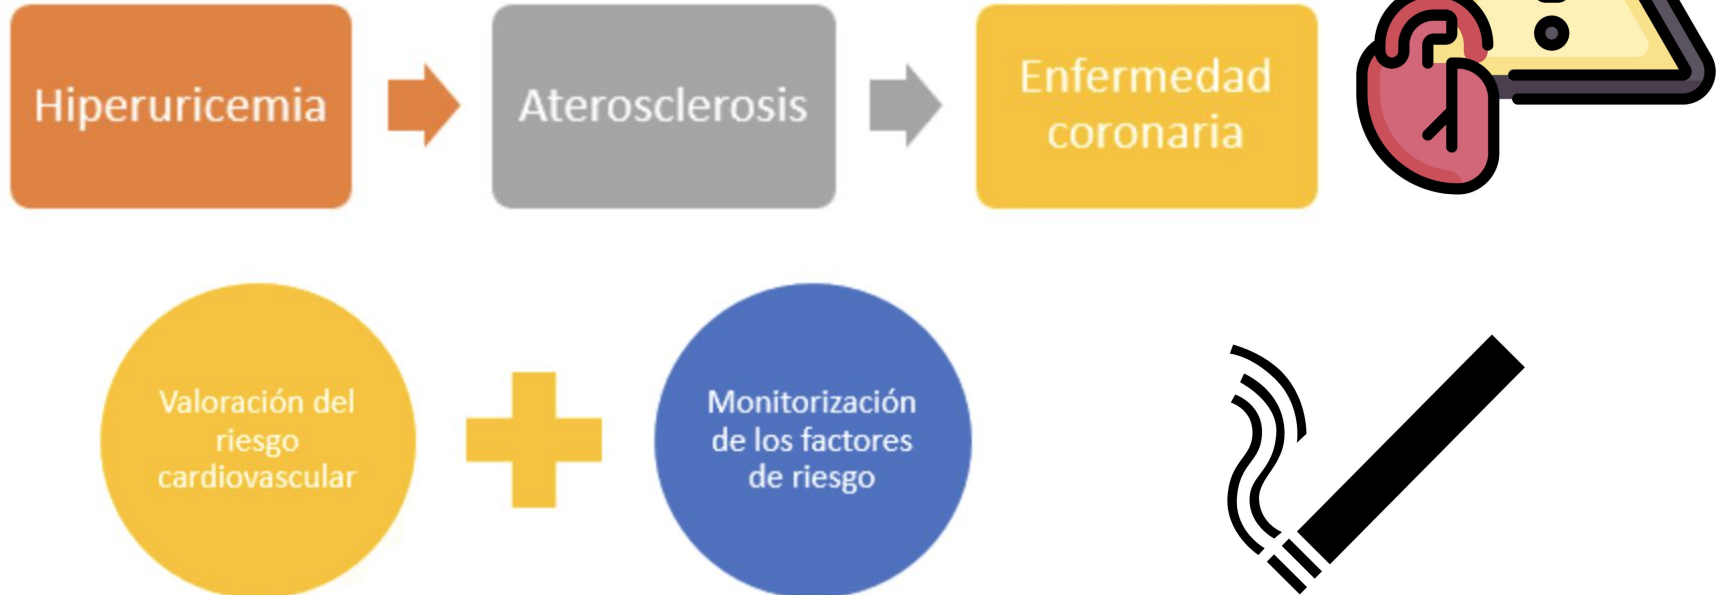 Hiperuricemia
Aterosclerosis
Enfermedad
coronaria
Valoración del
riesgo
cardiovascular
Monitorización
de los factores
de riesgo